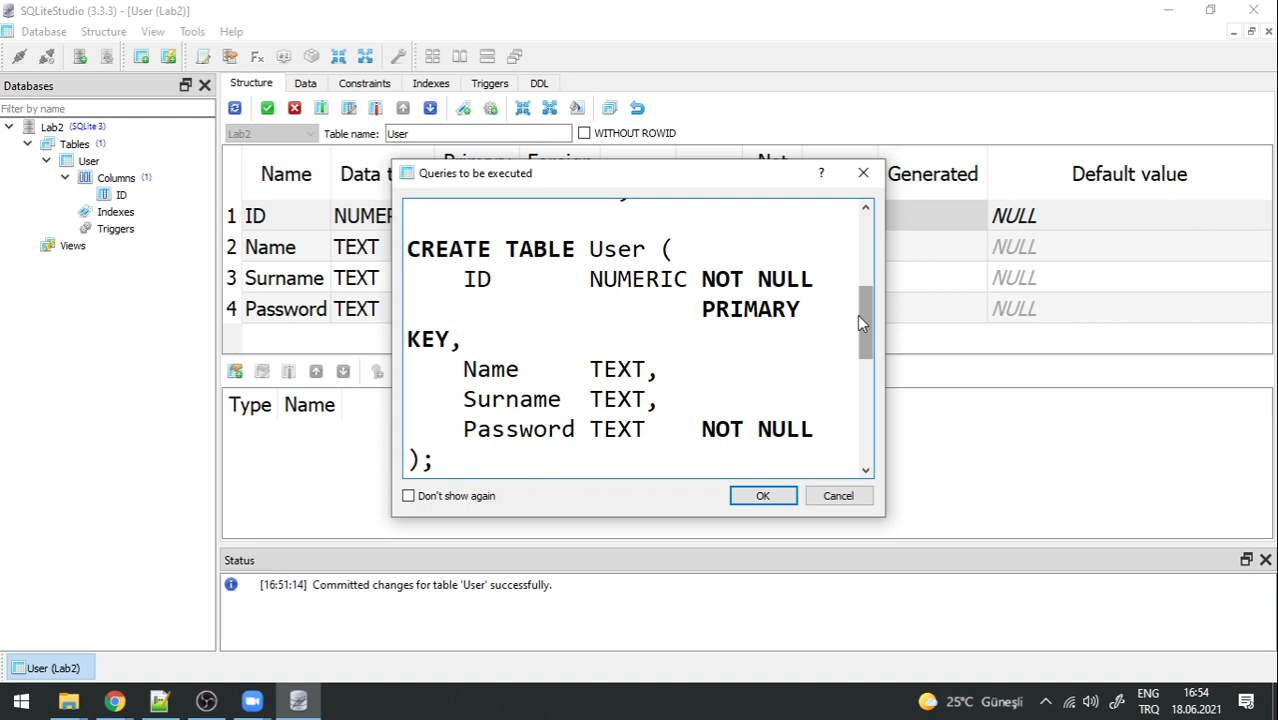 SQLiteStudio (3.3.3) - [User (Lab2)]
Database Structure View Tools Help
Databases
Filter by name
Lab2 (SQLite 3)
Tables (1)
User
Columns (1)
ID
Indexes
Triggers
Views
Structure Data Constraints Indexes Triggers DDL
Lab2 Table name: User WITHOUT ROWID
Name Generated Default value
1 ID NULL
2 Name TEXT NULL
3 Surname TEXT NULL
4 Password TEXT NULL
Type Name
Queries to be executed
CREATE TABLE User (
ID NUMERIC NOT NULL
PRIMARY
KEY,
Name TEXT,
Surname TEXT,
Password TEXT NOT NULL
);
Don't show again OK Cancel
Status
[16:51:14] Committed changes for table 'User' successfully.
User (Lab2)
25°C Güneşli
ENG
TRQ
16:54
18.06.2021